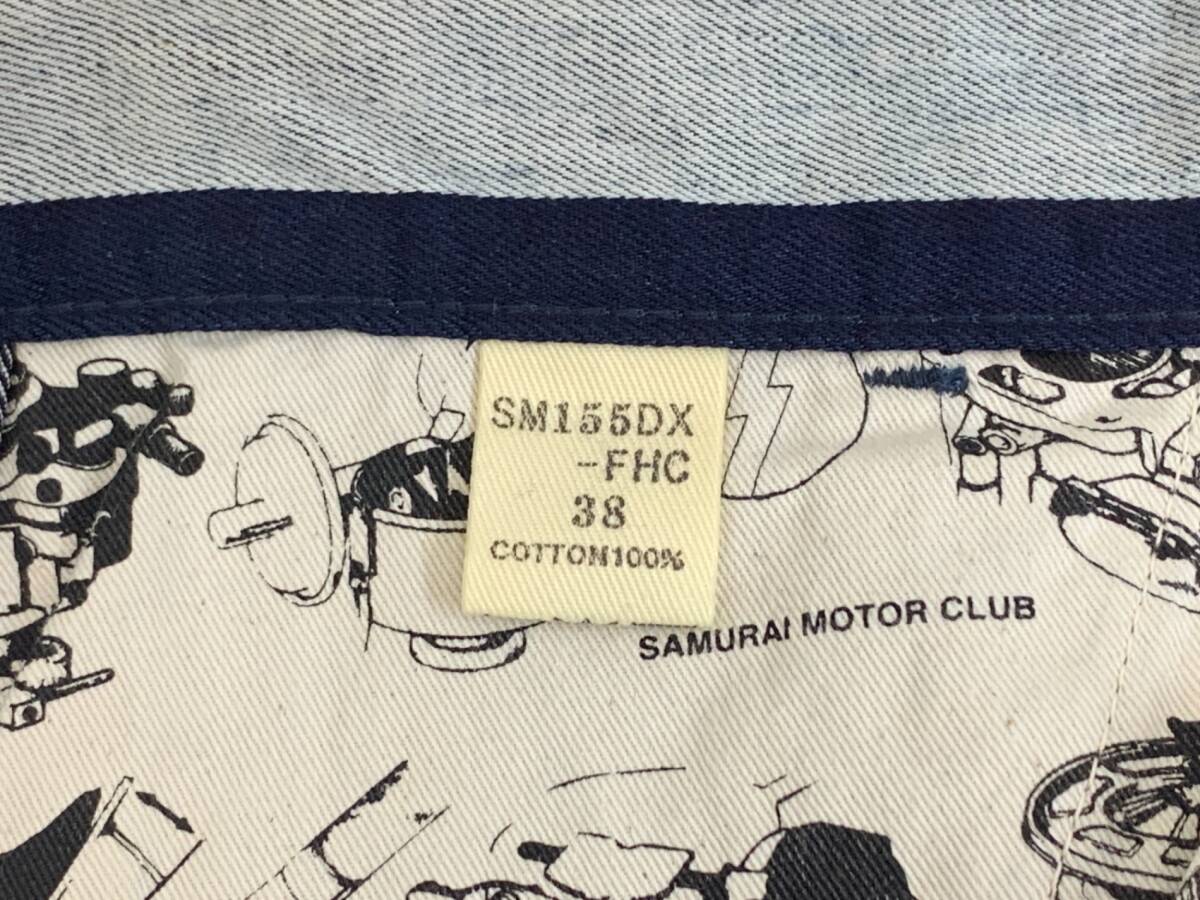 SM155DX
-FHC
38
COTTON100%
SAMURAI MOTOR CLUB